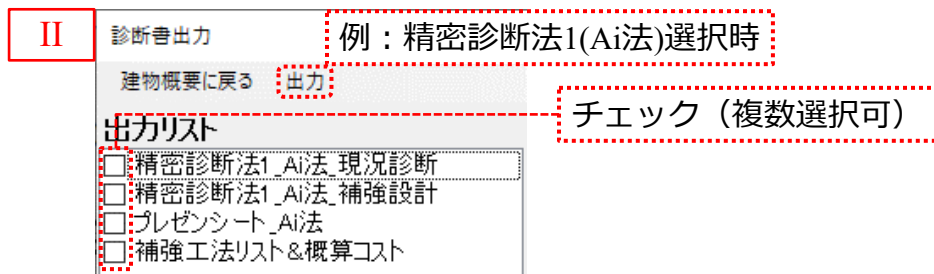 II
診断書出力
例：精密診断法1(Ai法)選択時
建物概要に戻る 出力
チェック（複数選択可）
出力リスト
精密診断法1_Ai法_現況診断
精密診断法1_Ai法_補強設計
プレゼンシート_Ai法
補強工法リスト&概算コスト